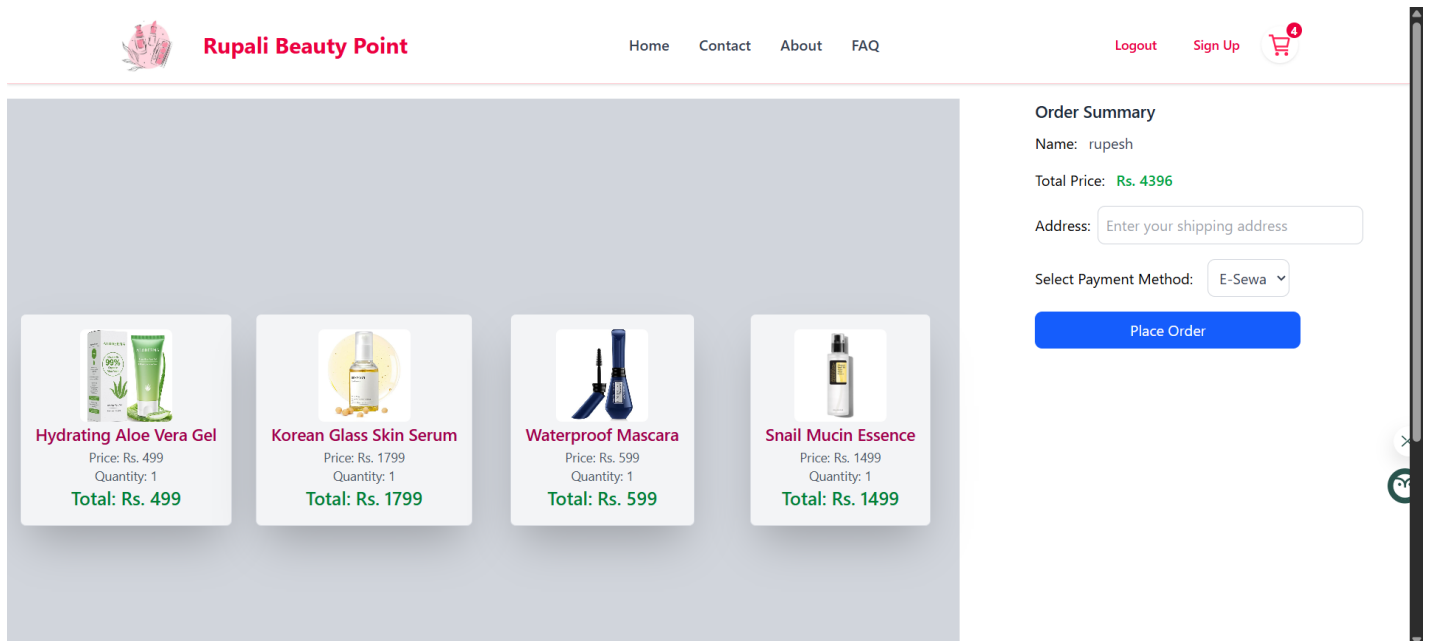 Rupali Beauty Point
Home Contact About FAQ
Logout Sign Up 4
Order Summary
Name: rupesh
Total Price: Rs. 4396
Address: Enter your shipping address
Select Payment Method: E-Sewa
Place Order
99%
Hydrating Aloe Vera Gel
Price: Rs. 499
Quantity: 1
Total: Rs. 499
Korean Glass Skin Serum
Price: Rs. 1799
Quantity: 1
Total: Rs. 1799
Waterproof Mascara
Price: Rs. 599
Quantity: 1
Total: Rs. 599
Snail Mucin Essence
Price: Rs. 1499
Quantity: 1
Total: Rs. 1499